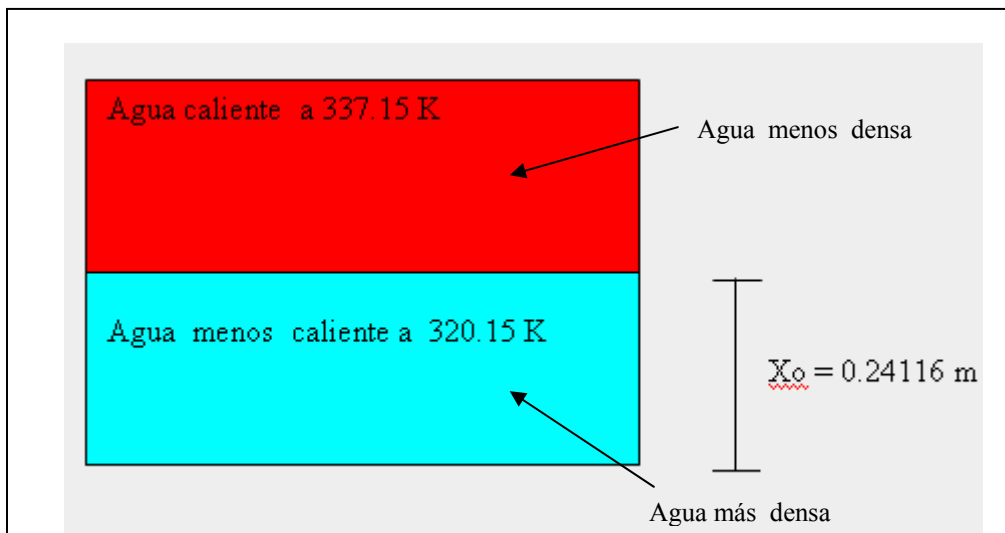 Agua caliente a 337.15 K
Agua menos densa
Agua menos caliente a 320.15 K
Xo = 0.24116 m
Agua más densa